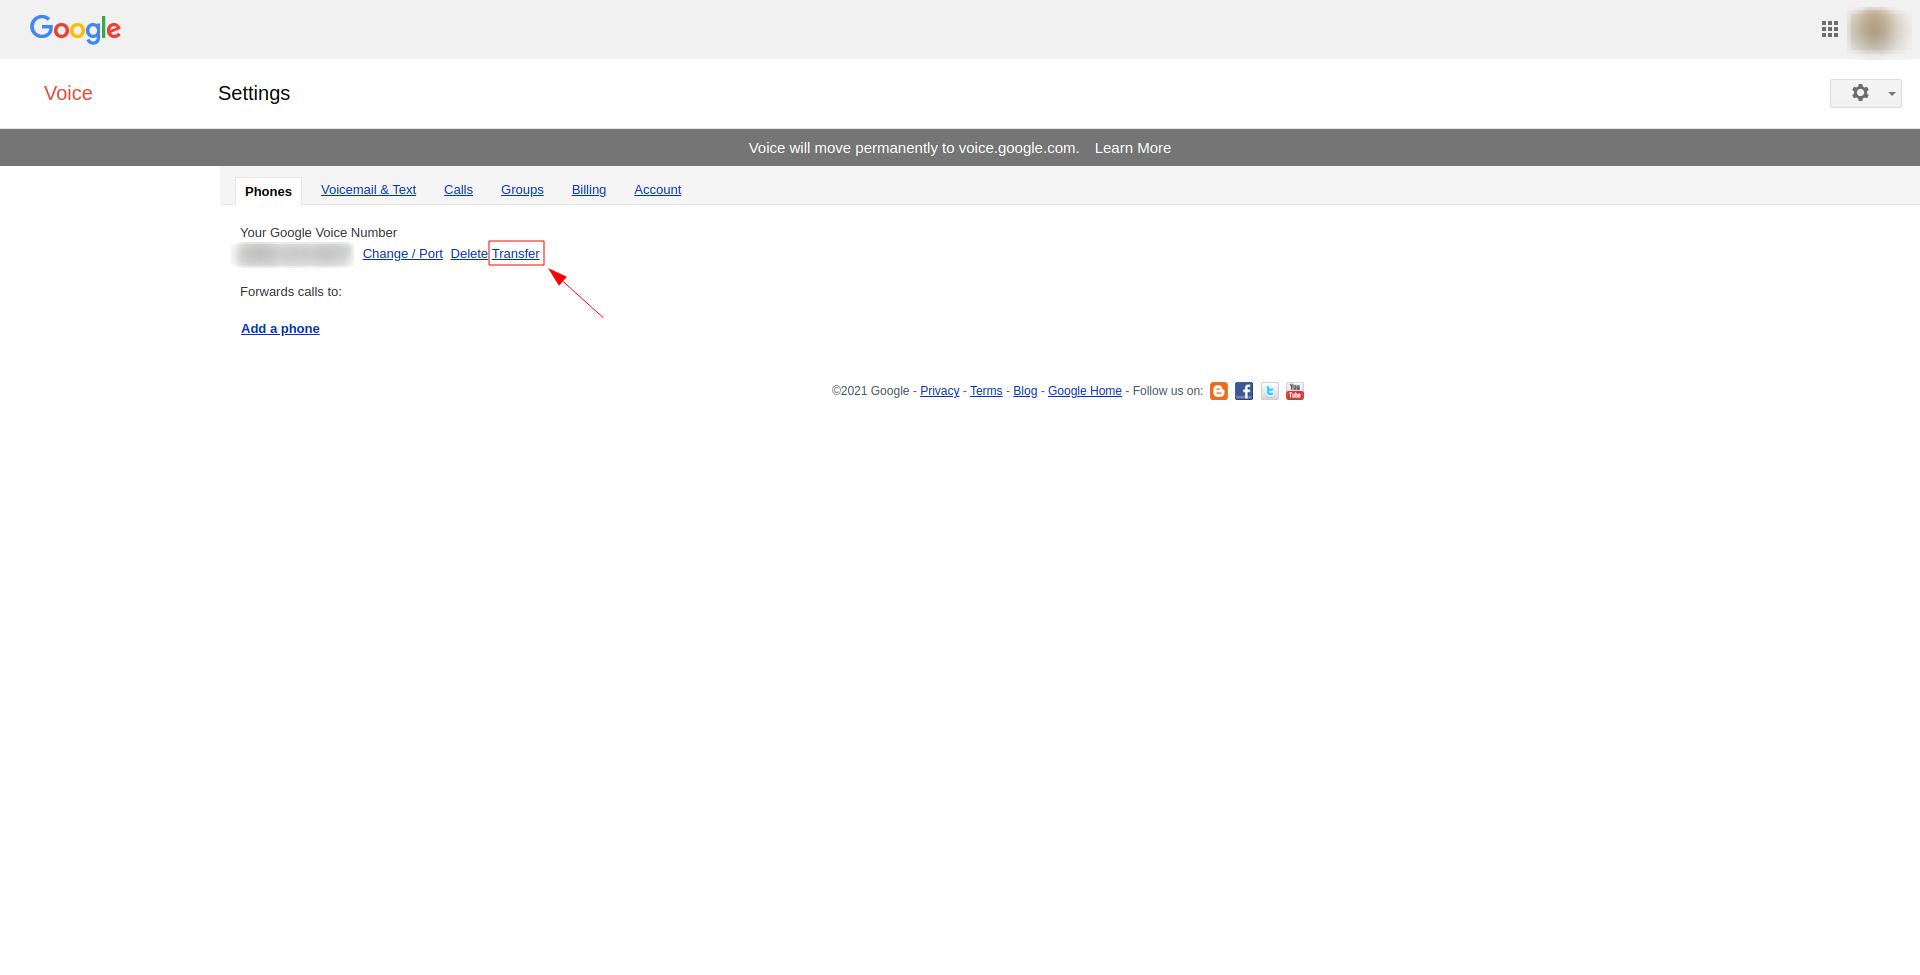 Google
Voice
Settings
Voice will move permanently to voice.google.com. Learn More
Phones Voicemail & Text Calls Groups Billing Account
Your Google Voice Number
Change / Port Delete Transfer
Forwards calls to:
Add a phone
©2021 Google - Privacy - Terms - Blog - Google Home - Follow us on:
You
Tube